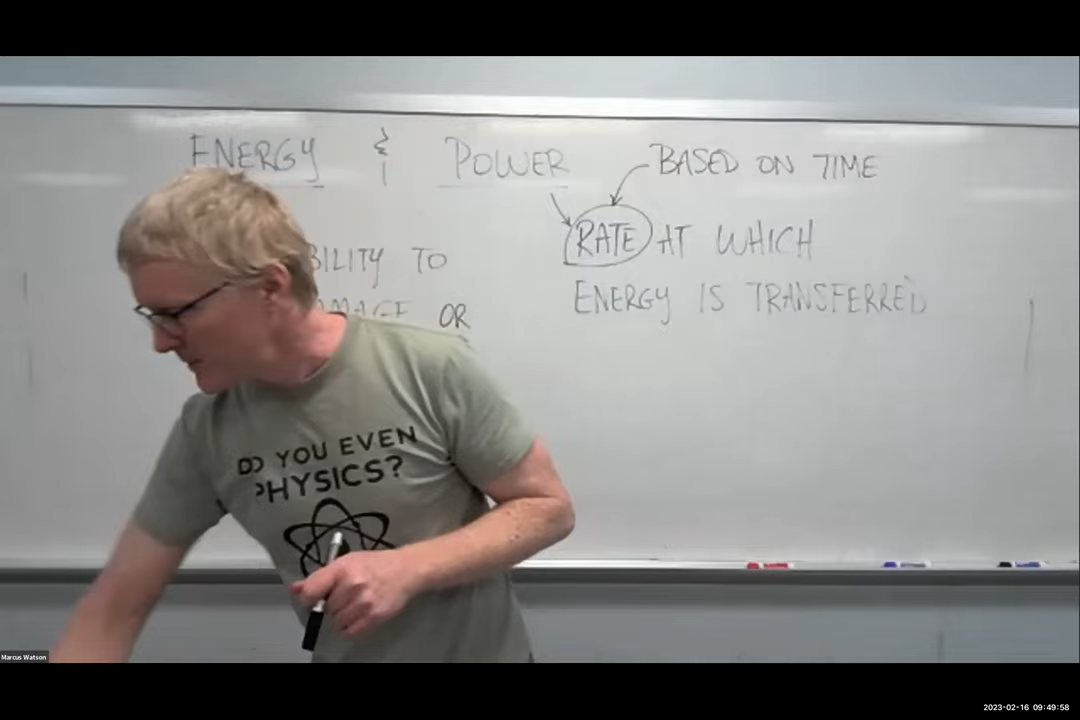 ENERGY & POWER
BASED ON TIME
RATE AT WHICH
ENERGY IS TRANSFERRED
TO
OR
DO YOU EVEN
PHYSICS?
Marcus Watson
2023-02-16 09:49:58